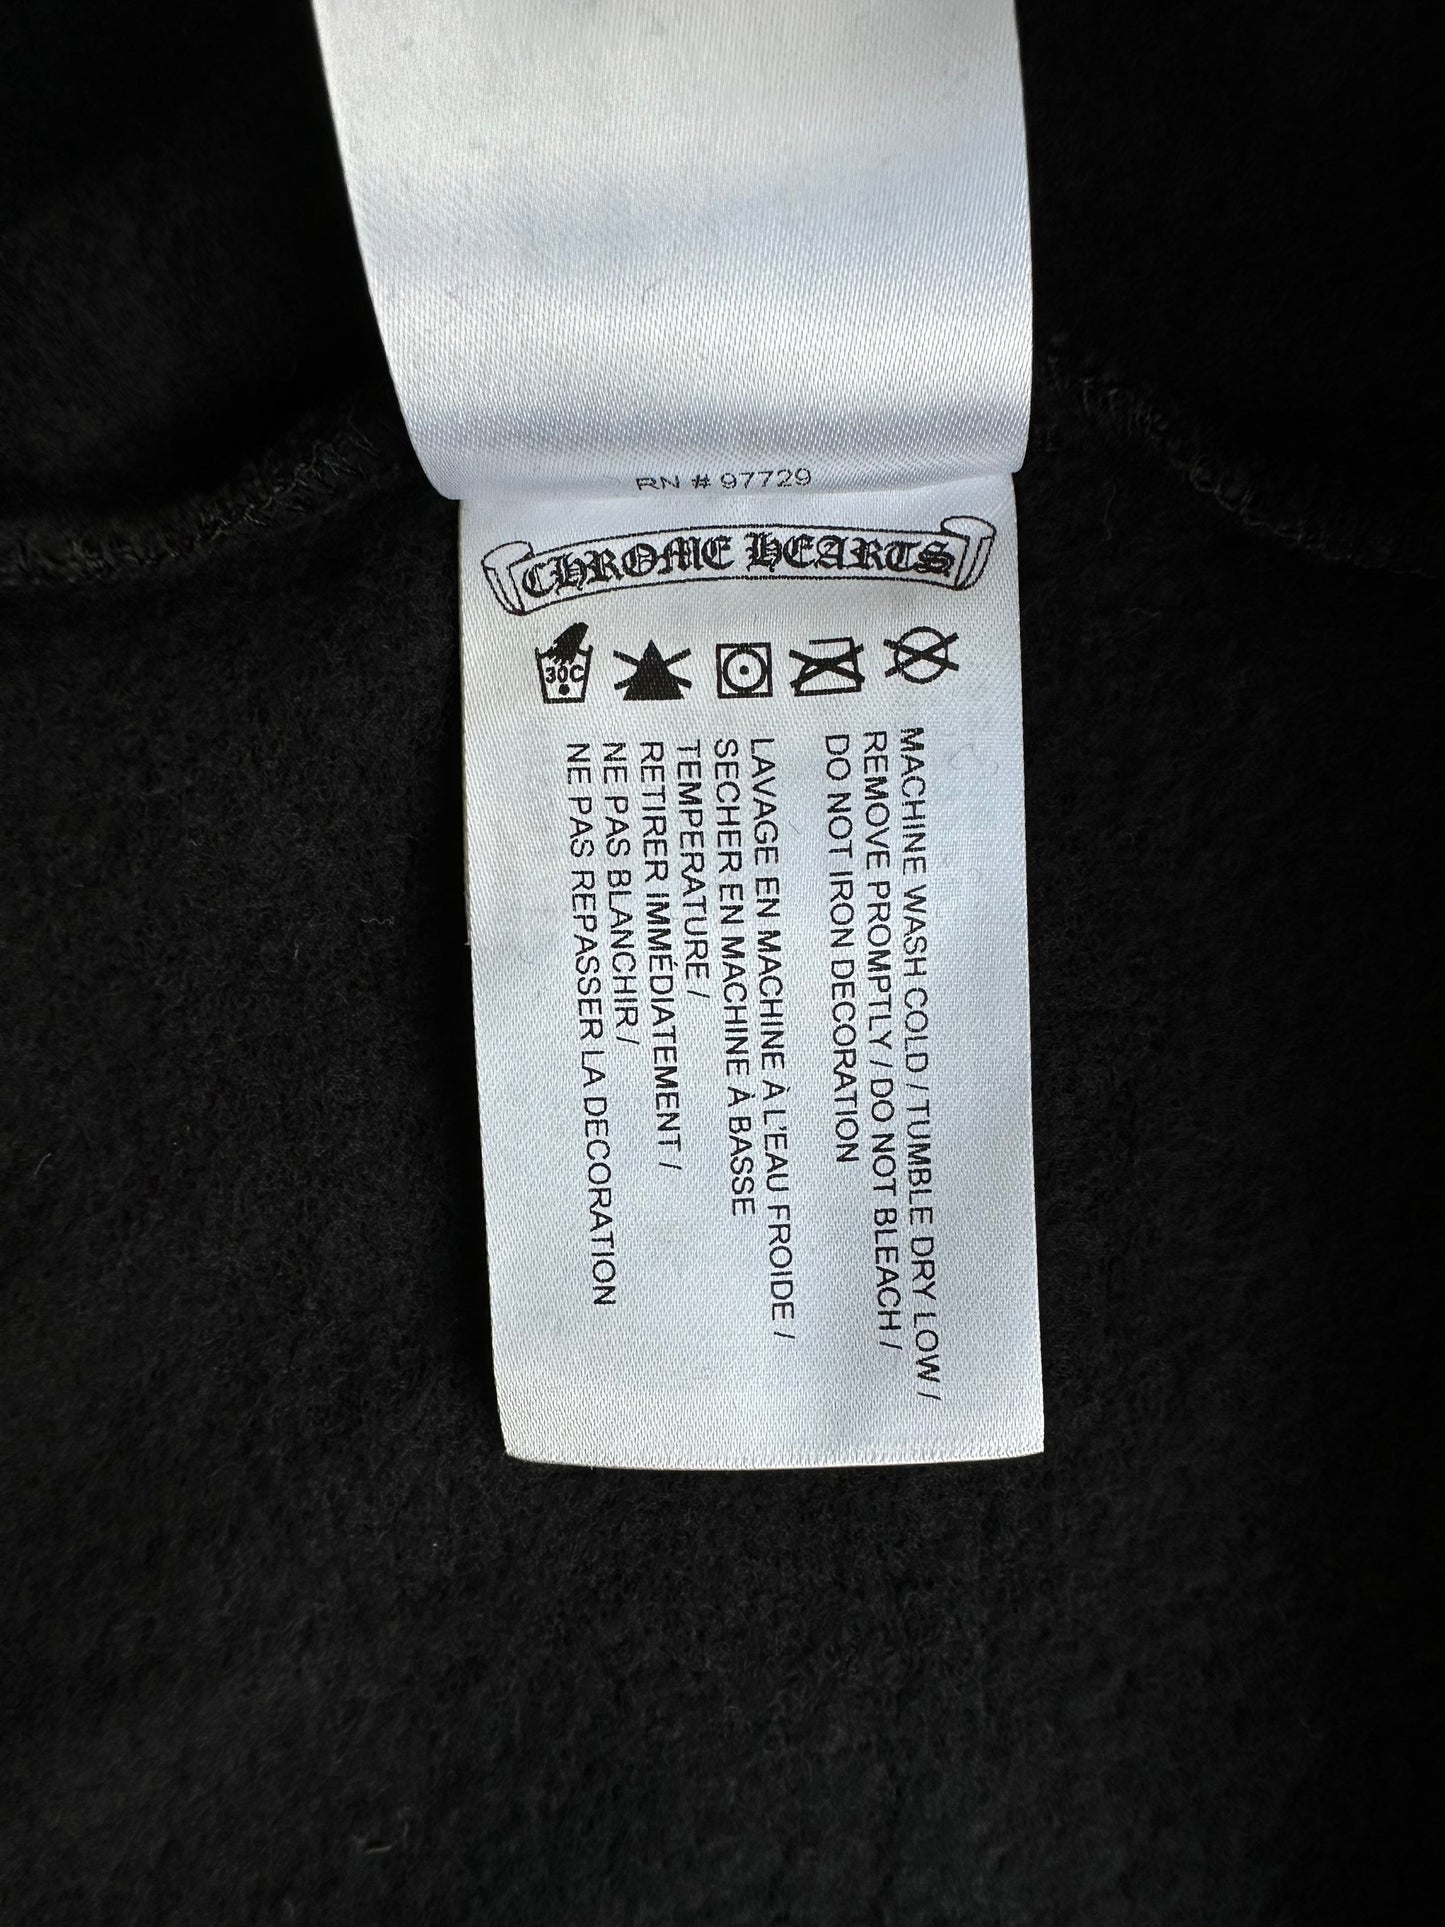 RN # 97729
CHROME HEARTS
30C
MACHINE WASH COLD / TUMBLE DRY LOW /
REMOVE PROMPTLY / DO NOT BLEACH /
DO NOT IRON DECORATION
LAVAGE EN MACHINE À L'EAU FROIDE /
SECHER EN MACHINE À BASSE
TEMPERATURE /
RETIRER IMMÉDIATEMENT /
NE PAS BLANCHIR /
NE PAS REPASSER LA DECORATION